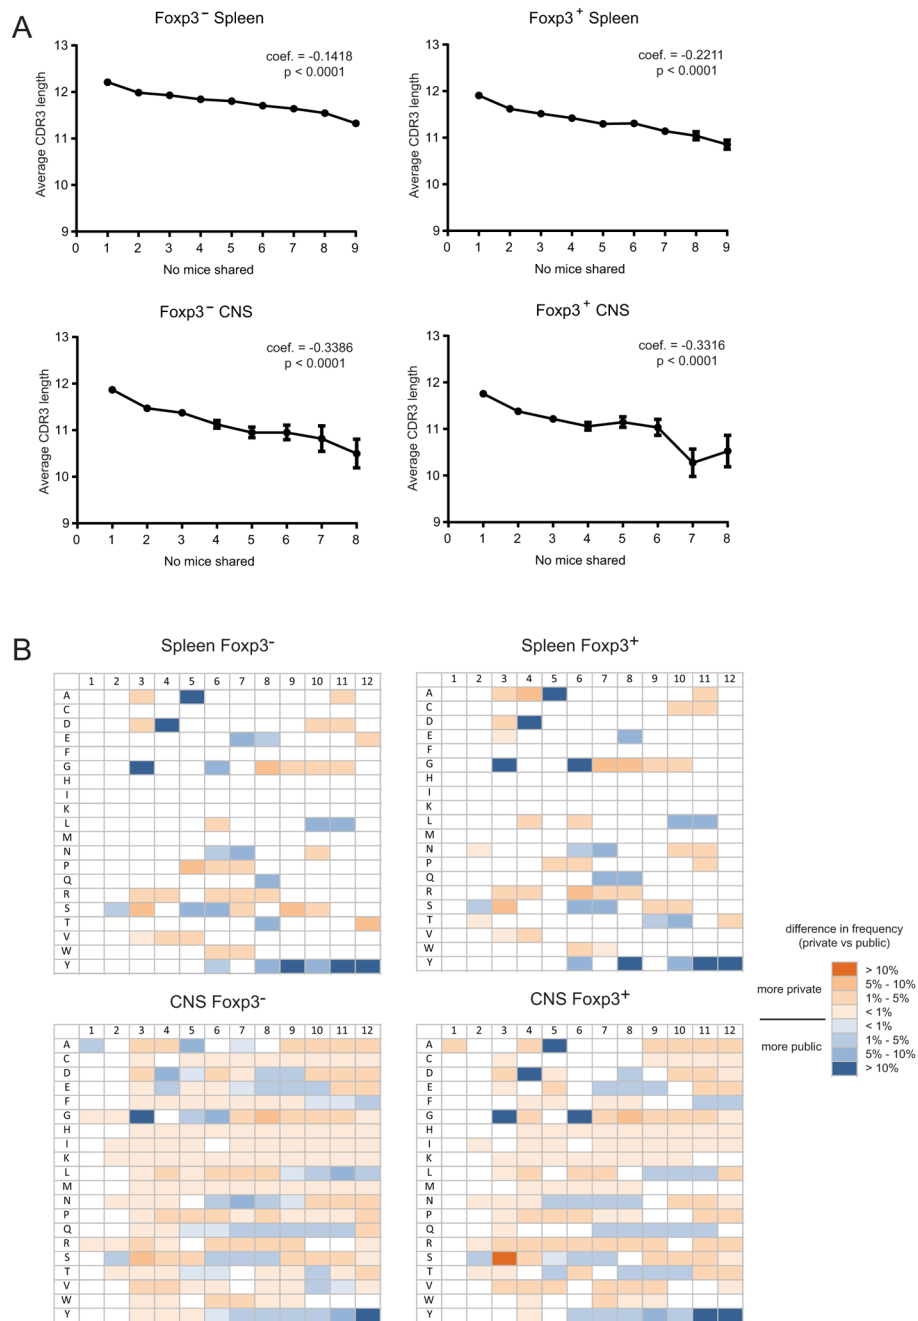 A
Foxp3⁻ Spleen
coef. = -0.1418
p < 0.0001
Average CDR3 length
13
12
11
10
9
0 1 2 3 4 5 6 7 8 9
No mice shared
Foxp3⁺ Spleen
coef. = -0.2211
p < 0.0001
Average CDR3 length
13
12
11
10
9
0 1 2 3 4 5 6 7 8 9
No mice shared
Foxp3⁻ CNS
coef. = -0.3386
p < 0.0001
Average CDR3 length
13
12
11
10
9
0 1 2 3 4 5 6 7 8
No mice shared
Foxp3⁺ CNS
coef. = -0.3316
p < 0.0001
Average CDR3 length
13
12
11
10
9
0 1 2 3 4 5 6 7 8
No mice shared
B
Spleen Foxp3⁻
1 2 3 4 5 6 7 8 9 10 11 12
A
C
D
E
F
G
H
I
K
L
M
N
P
Q
R
S
T
V
W
Y
Spleen Foxp3⁺
1 2 3 4 5 6 7 8 9 10 11 12
A
C
D
E
F
G
H
I
K
L
M
N
P
Q
R
S
T
V
W
Y
CNS Foxp3⁻
1 2 3 4 5 6 7 8 9 10 11 12
A
C
D
E
F
G
H
I
K
L
M
N
P
Q
R
S
T
V
W
Y
CNS Foxp3⁺
1 2 3 4 5 6 7 8 9 10 11 12
A
C
D
E
F
G
H
I
K
L
M
N
P
Q
R
S
T
V
W
Y
difference in frequency
(private vs public)
more private
more public
> 10%
5% - 10%
1% - 5%
< 1%
< 1%
1% - 5%
5% - 10%
> 10%